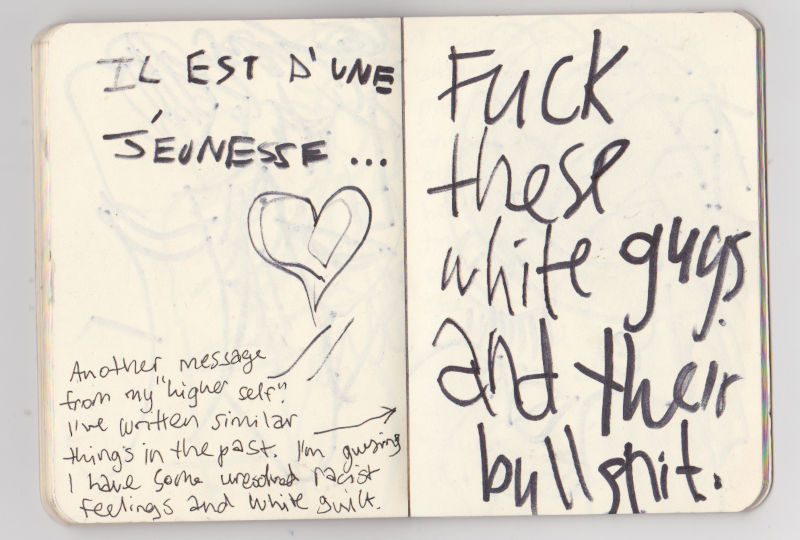 IL EST D'UNE
JEUNESSE...
Another message
from my "higher self".
I've written similar
things in the past. I'm guessing
I have some unresolved racist
feelings and white guilt.
Fuck
these
white guys
and their
bullshit.